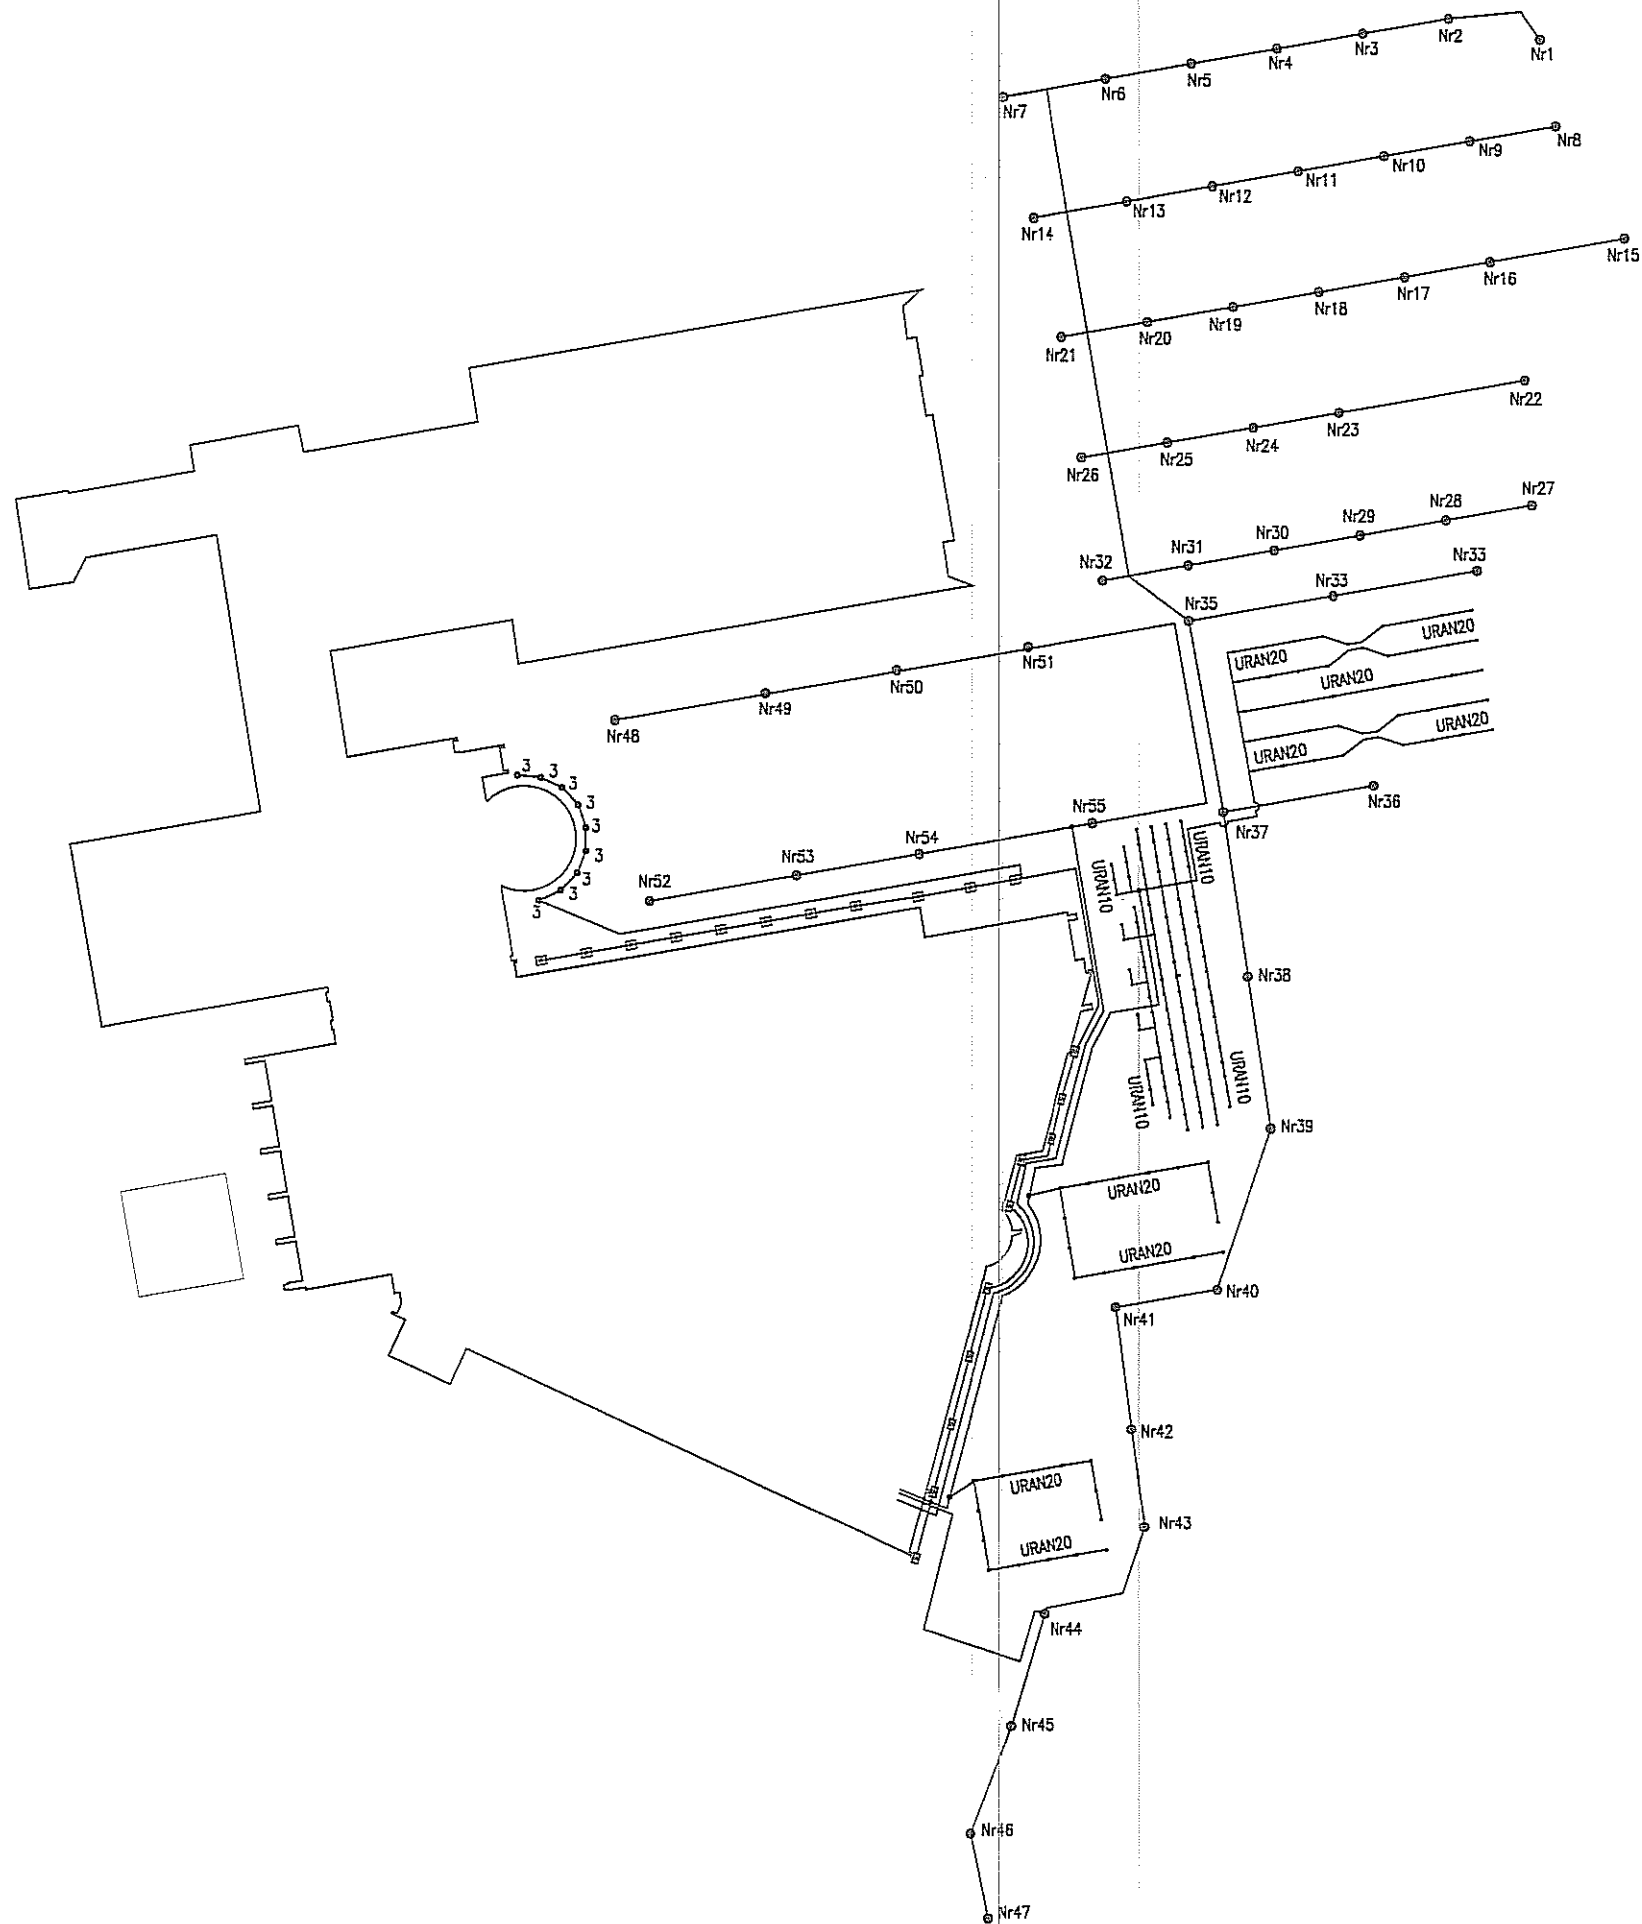 Nr2
Nr1
Nr3
Nr4
Nr5
Nr6
Nr7
Nr8
Nr9
Nr10
Nr11
Nr12
Nr13
Nr14
Nr15
Nr16
Nr17
Nr18
Nr19
Nr20
Nr21
Nr22
Nr23
Nr24
Nr25
Nr26
Nr27
Nr28
Nr29
Nr30
Nr31
Nr32
Nr33
Nr33
Nr35
URAN20
URAN20
URAN20
URAN20
URAN20
Nr51
Nr50
Nr49
Nr48
3
3
3
3
3
3
3
3
3
Nr36
Nr37
Nr55
Nr54
Nr53
Nr52
URAN10
URAN10
Nr38
URAN10
URAN10
Nr39
URAN20
URAN20
Nr40
Nr41
Nr42
URAN20
Nr43
URAN20
Nr44
Nr45
Nr46
Nr47